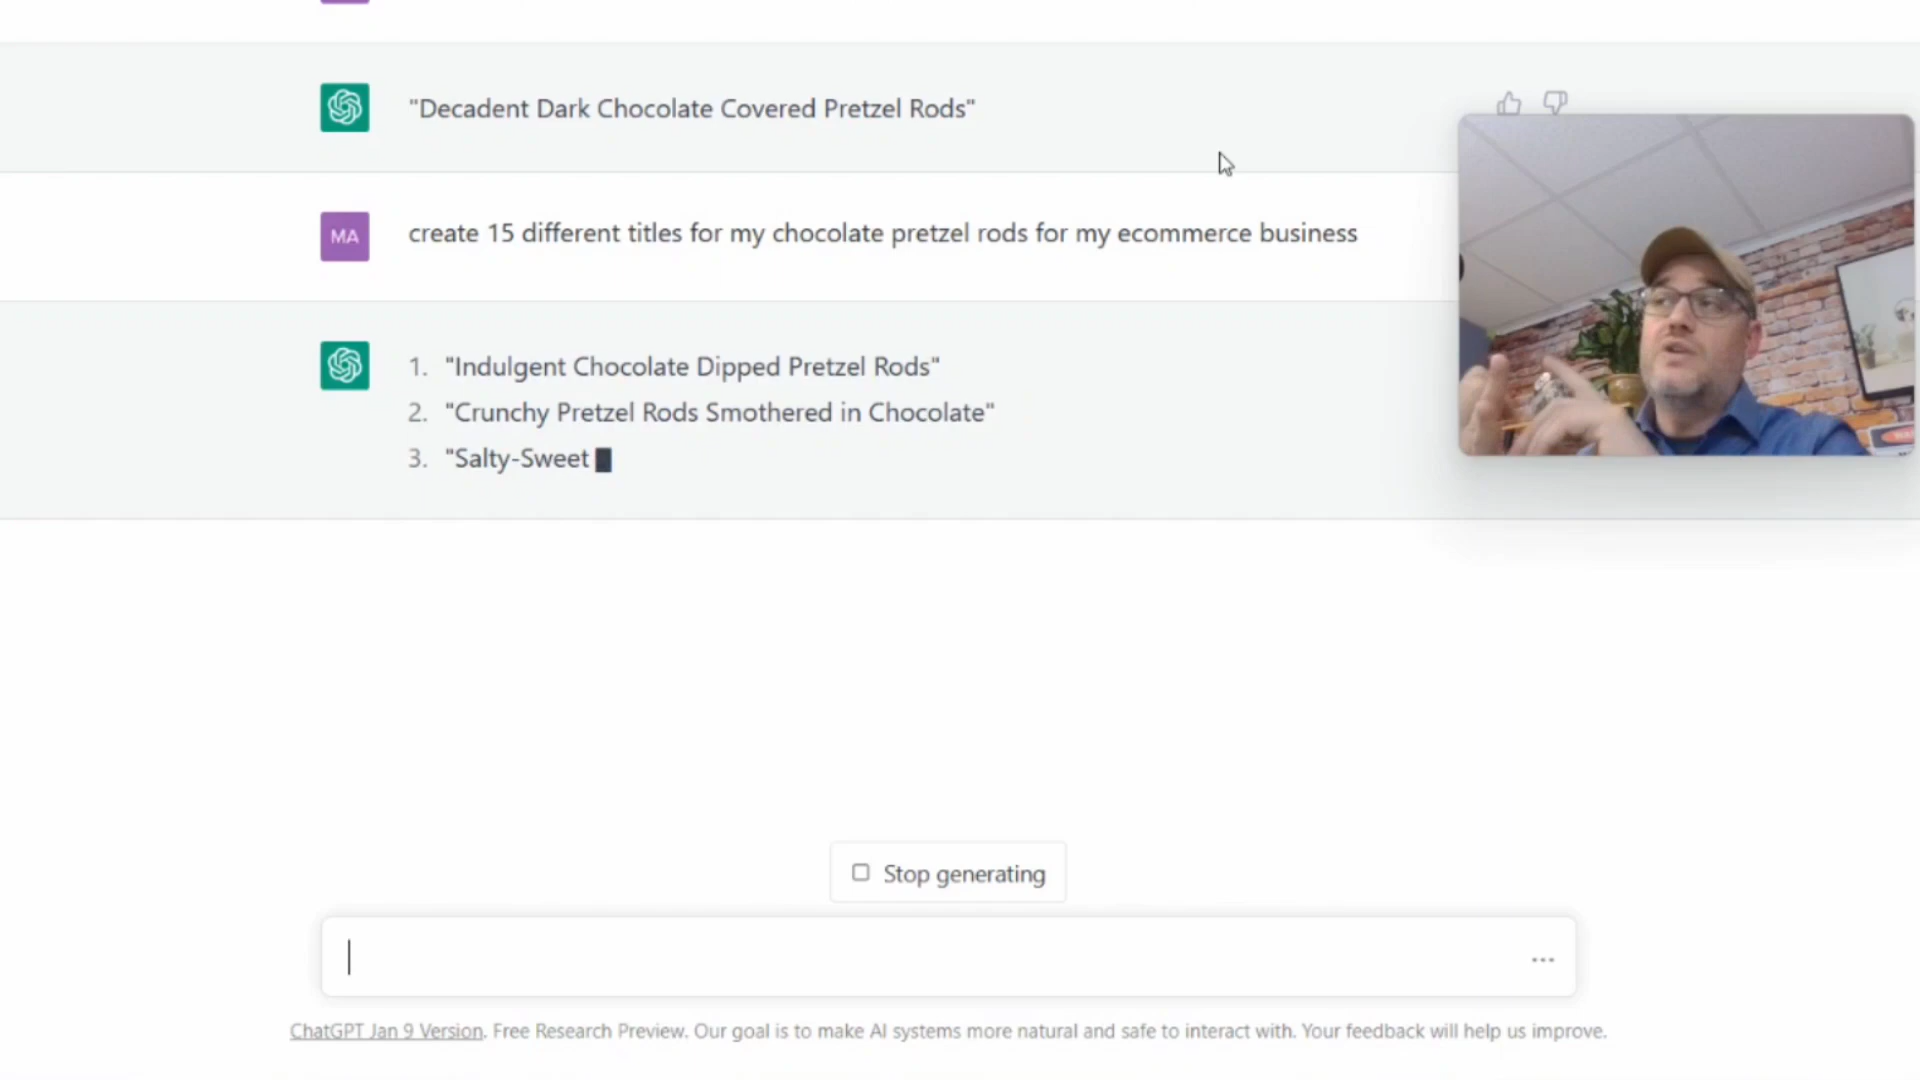 "Decadent Dark Chocolate Covered Pretzel Rods"
MA
create 15 different titles for my chocolate pretzel rods for my ecommerce business
1. "Indulgent Chocolate Dipped Pretzel Rods"
2. "Crunchy Pretzel Rods Smothered in Chocolate"
3. "Salty-Sweet
Stop generating
ChatGPT Jan 9 Version. Free Research Preview. Our goal is to make AI systems more natural and safe to interact with. Your feedback will help us improve.